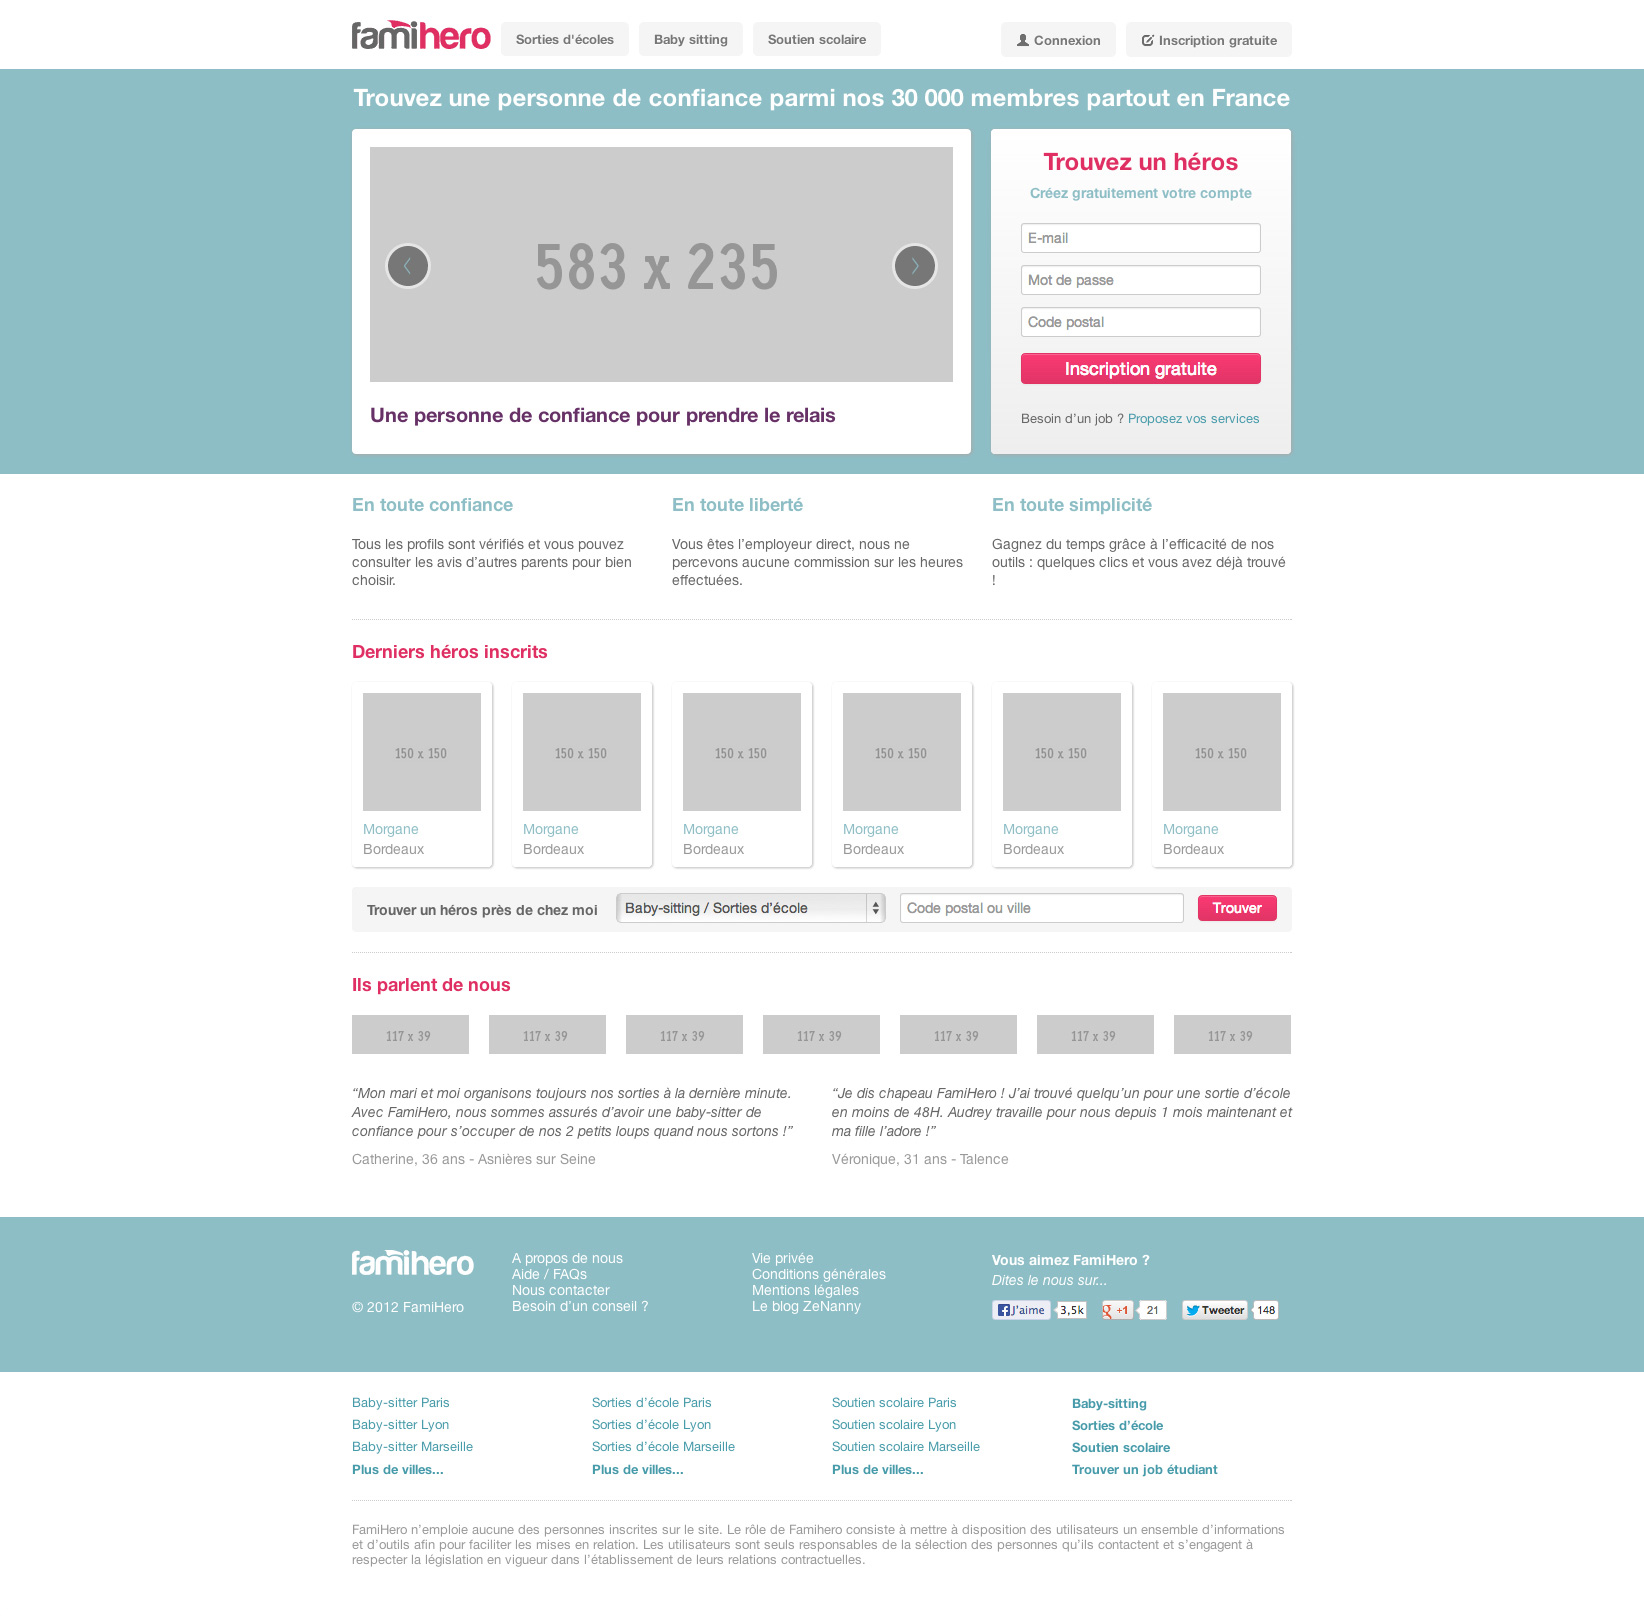 famihero
Sorties d'écoles
Baby sitting
Soutien scolaire
Connexion
Inscription gratuite
Trouvez une personne de confiance parmi nos 30 000 membres partout en France
583 x 235
Une personne de confiance pour prendre le relais
Trouvez un héros
Créez gratuitement votre compte
E-mail
Mot de passe
Code postal
Inscription gratuite
Besoin d’un job ? Proposez vos services
En toute confiance
Tous les profils sont vérifiés et vous pouvez
consulter les avis d’autres parents pour bien
choisir.
En toute liberté
Vous êtes l’employeur direct, nous ne
percevons aucune commission sur les heures
effectuées.
En toute simplicité
Gagnez du temps grâce à l’efficacité de nos
outils : quelques clics et vous avez déjà trouvé
!
Derniers héros inscrits
150 x 150
Morgane
Bordeaux
150 x 150
Morgane
Bordeaux
150 x 150
Morgane
Bordeaux
150 x 150
Morgane
Bordeaux
150 x 150
Morgane
Bordeaux
150 x 150
Morgane
Bordeaux
Trouver un héros près de chez moi
Baby-sitting / Sorties d’école
Code postal ou ville
Trouver
Ils parlent de nous
117 x 39
117 x 39
117 x 39
117 x 39
117 x 39
117 x 39
117 x 39
“Mon mari et moi organisons toujours nos sorties à la dernière minute.
Avec FamiHero, nous sommes assurés d’avoir une baby-sitter de
confiance pour s’occuper de nos 2 petits loups quand nous sortons !”
Catherine, 36 ans - Asnières sur Seine
“Je dis chapeau FamiHero ! J’ai trouvé quelqu’un pour une sortie d’école
en moins de 48H. Audrey travaille pour nous depuis 1 mois maintenant et
ma fille l’adore !”
Véronique, 31 ans - Talence
famihero
© 2012 FamiHero
A propos de nous
Aide / FAQs
Nous contacter
Besoin d’un conseil ?
Vie privée
Conditions générales
Mentions légales
Le blog ZeNanny
Vous aimez FamiHero ?
Dites le nous sur...
J'aime
3,5k
g +1
21
Tweeter
148
Baby-sitter Paris
Baby-sitter Lyon
Baby-sitter Marseille
Plus de villes...
Sorties d’école Paris
Sorties d’école Lyon
Sorties d’école Marseille
Plus de villes...
Soutien scolaire Paris
Soutien scolaire Lyon
Soutien scolaire Marseille
Plus de villes...
Baby-sitting
Sorties d’école
Soutien scolaire
Trouver un job étudiant
FamiHero n’emploie aucune des personnes inscrites sur le site. Le rôle de Famihero consiste à mettre à disposition des utilisateurs un ensemble d’informations
et d’outils afin pour faciliter les mises en relation. Les utilisateurs sont seuls responsables de la sélection des personnes qu’ils contactent et s’engagent à
respecter la législation en vigueur dans l’établissement de leurs relations contractuelles.